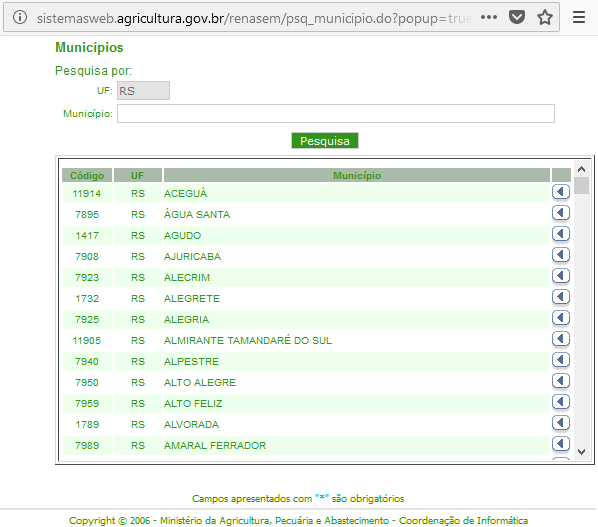 sistemasweb.agricultura.gov.br/renasem/psq_municipio.do?popup=true
Municípios
Pesquisa por:
UF: RS
Município:
Pesquisa
Código UF Município
11914 RS ACEGUÁ
7895 RS ÁGUA SANTA
1417 RS AGUDO
7908 RS AJURICABA
7923 RS ALECRIM
1732 RS ALEGRETE
7925 RS ALEGRIA
11905 RS ALMIRANTE TAMANDARÉ DO SUL
7940 RS ALPESTRE
7950 RS ALTO ALEGRE
7959 RS ALTO FELIZ
1789 RS ALVORADA
7989 RS AMARAL FERRADOR
Campos apresentados com "*" são obrigatórios
Copyright © 2006 - Ministério da Agricultura, Pecuária e Abastecimento - Coordenação de Informática